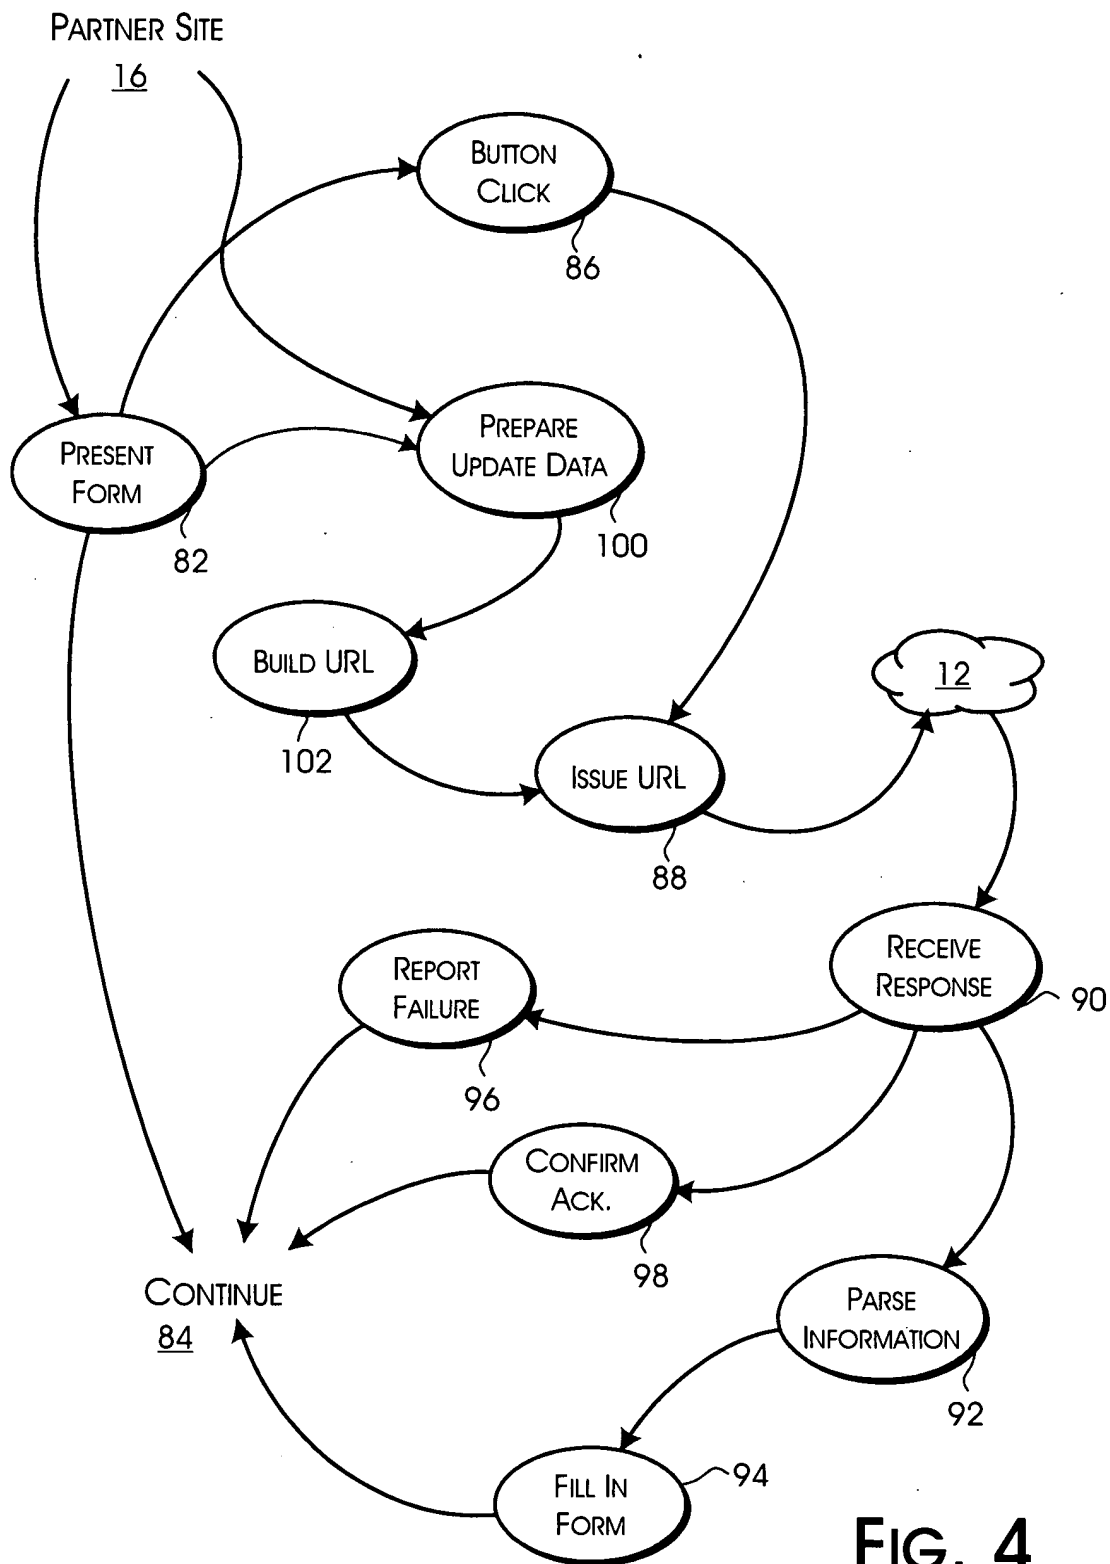 PARTNER SITE
16
BUTTON
CLICK
86
PREPARE
UPDATE DATA
100
PRESENT
FORM
82
BUILD URL
102
12
ISSUE URL
88
RECEIVE
RESPONSE
90
REPORT
FAILURE
96
CONFIRM
ACK.
98
CONTINUE
84
PARSE
INFORMATION
92
FILL IN
FORM
94
FIG. 4